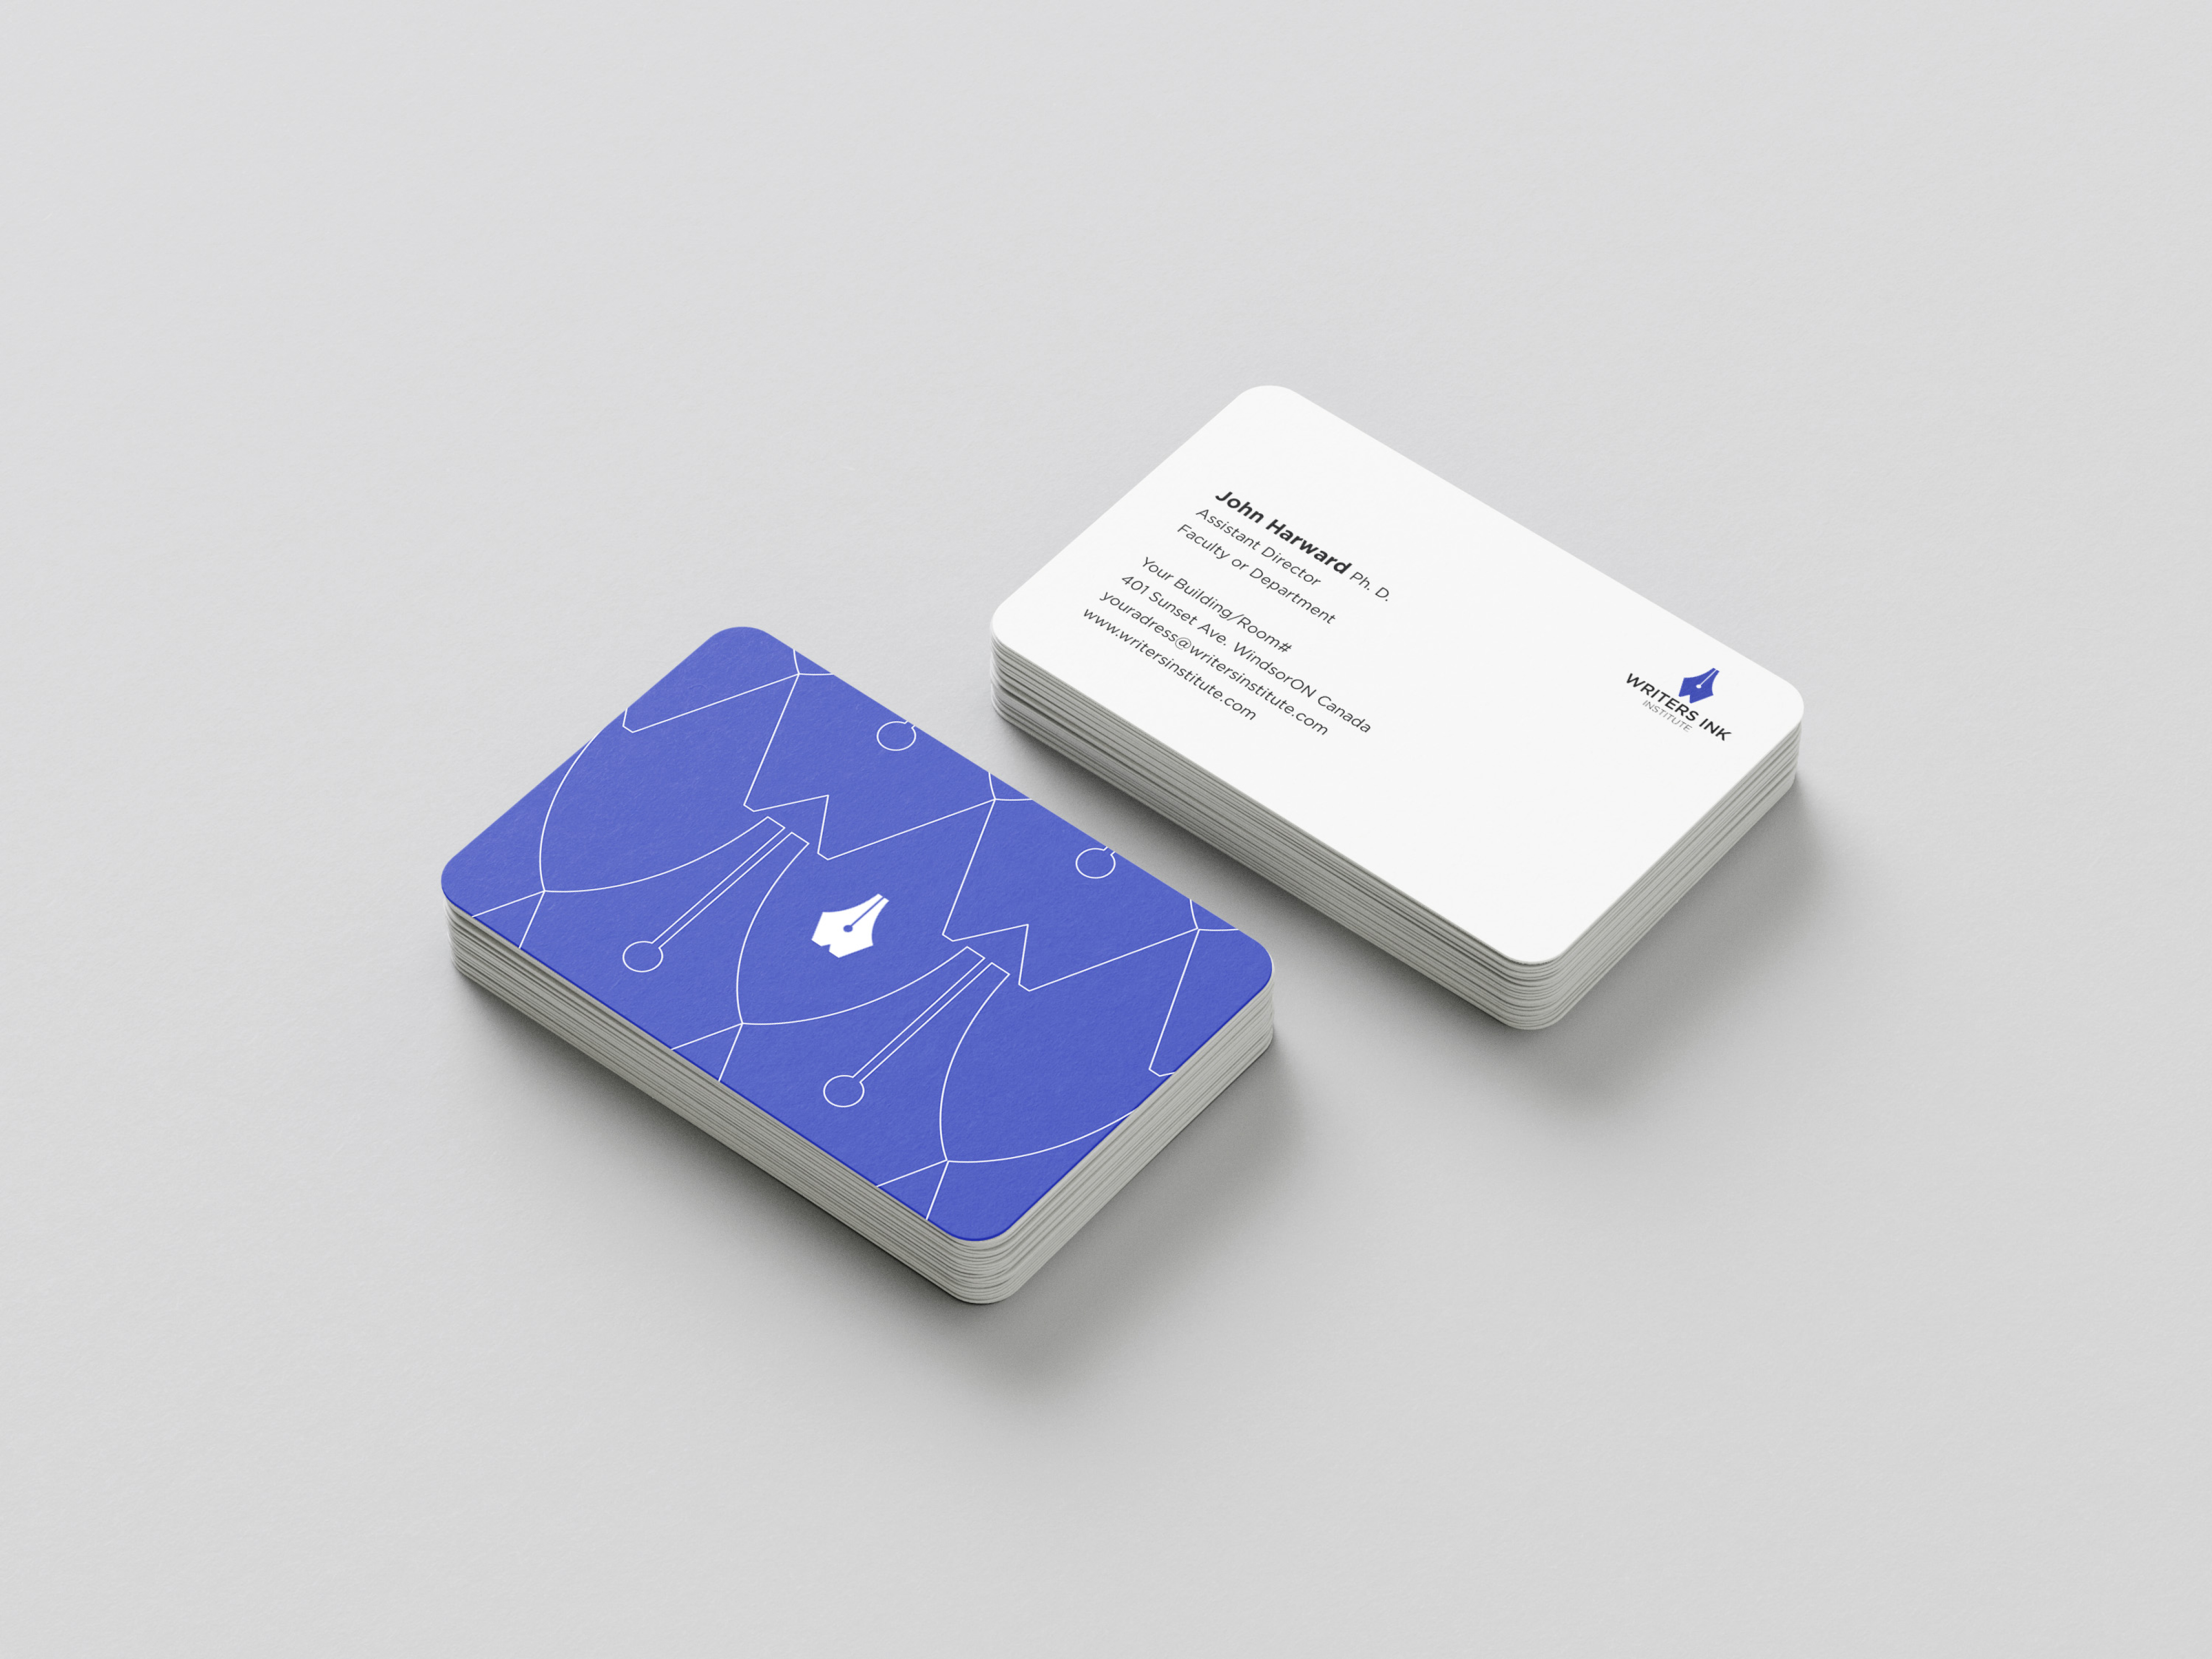 John Harward Ph. D.
Assistant Director
Faculty or Department
Your Building/Room#
401 Sunset Ave. WindsorON Canada
youradress@writersinstitute.com
www.writersinstitute.com
WRITERS INK
INSTITUTE